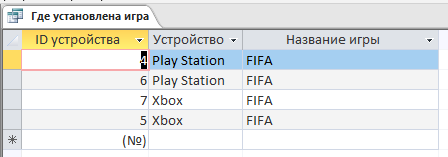 Где установлена игра
ID устройства Устройство Название игры
4 Play Station FIFA
6 Play Station FIFA
7 Xbox FIFA
5 Xbox FIFA
* (№)